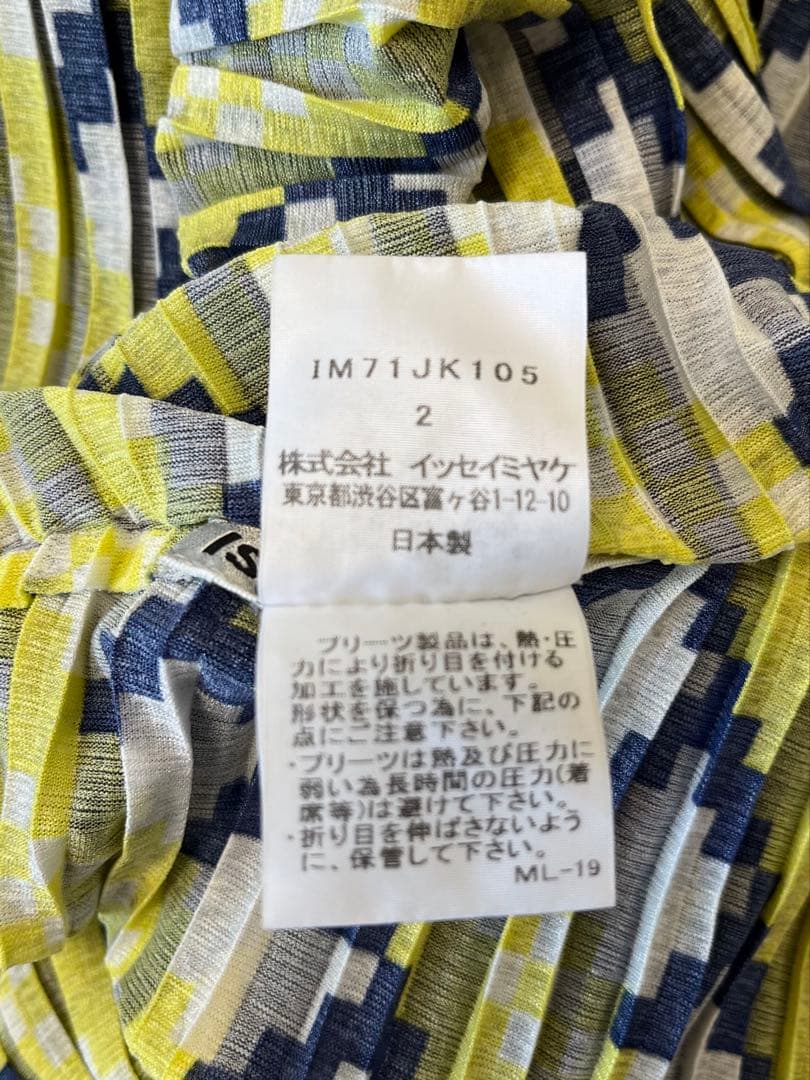 IM71JK105
2
株式会社 イッセイミヤケ
東京都渋谷区富ヶ谷1-12-10
日本製
IS
プリーツ製品は、熱・圧
力により折り目を付ける
加工を施しています。
形状を保つ為に、下記の
点にご注意下さい。
・プリーツは熱及び圧力に
弱い為長時間の圧力(着
席等)は避けて下さい。
・折り目を伸ばさないよう
に、保管して下さい。
ML-19